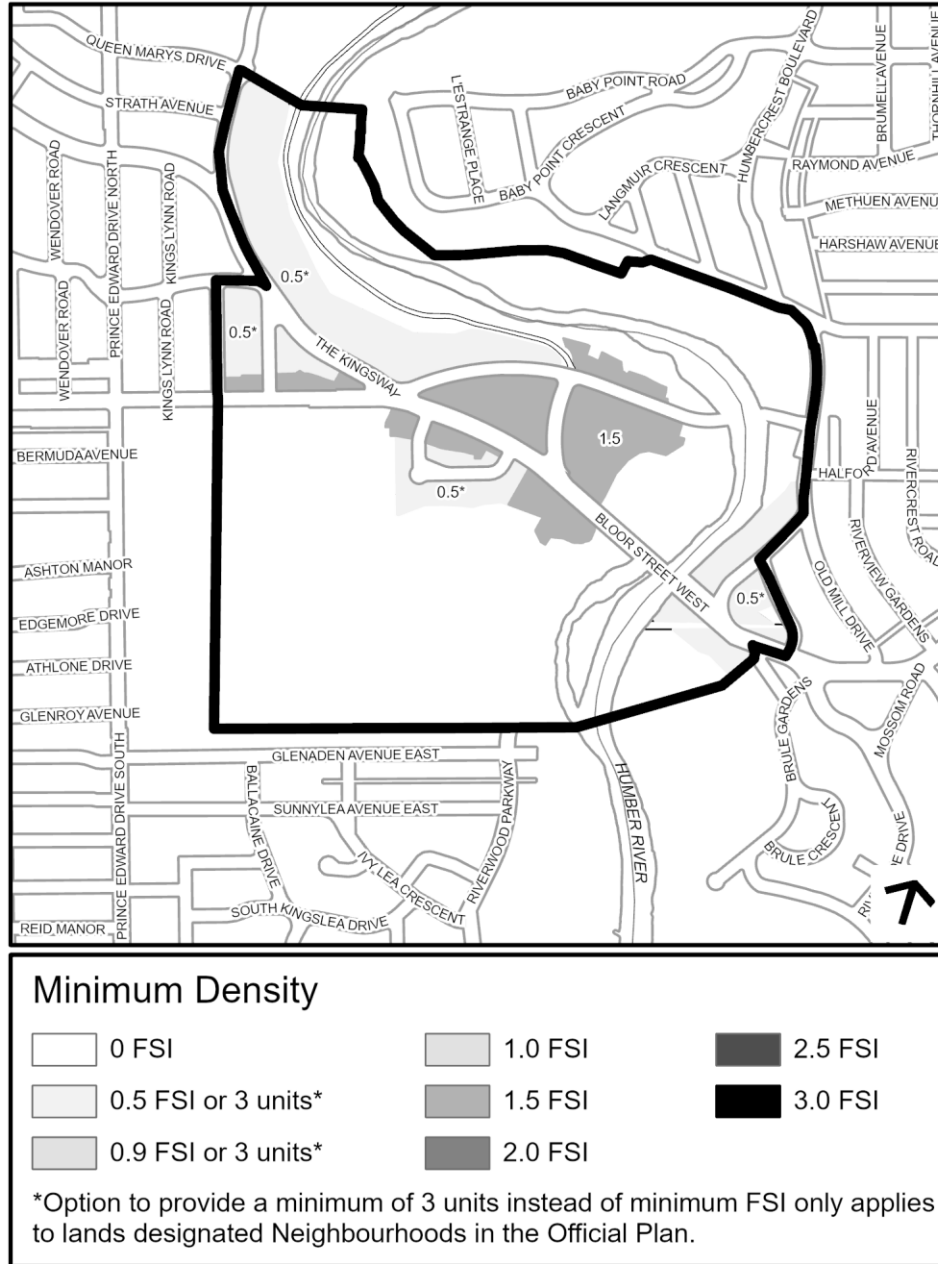 QUEEN MARYS DRIVE
STRATH AVENUE
WENDOVER ROAD
PRINCE EDWARD DRIVE NORTH
KINGS LYNN ROAD
L'ESTRANGE PLACE
BABY POINT ROAD
BABY POINT CRESCENT
LANGMUIR CRESCENT
HUMBERCREST BOULEVARD
BRUMELL AVENUE
THORNHILL AVENUE
RAYMOND AVENUE
METHUEN AVENUE
HARSHAW AVENUE
0.5*
0.5*
WENDOVER ROAD
KINGS LYNN ROAD
THE KINGSWAY
1.5
BERMUDA AVENUE
0.5*
HALFORD AVENUE
RIVERCREST ROAD
BLOOR STREET WEST
ASHTON MANOR
0.5*
OLD MILL DRIVE
RIVERVIEW GARDENS
EDGEMORE DRIVE
ATHLONE DRIVE
GLENROY AVENUE
PRINCE EDWARD DRIVE SOUTH
GLENADEN AVENUE EAST
BALLACAINE DRIVE
SUNNYLEA AVENUE EAST
IVY LEA CRESCENT
RIVERWOOD PARKWAY
SOUTH KINGSLEA DRIVE
HUMBER RIVER
BRULE GARDENS
MOSSOM ROAD
BRULE CRESCENT
REID MANOR
Minimum Density
0 FSI
0.5 FSI or 3 units*
0.9 FSI or 3 units*
1.0 FSI
1.5 FSI
2.0 FSI
2.5 FSI
3.0 FSI
*Option to provide a minimum of 3 units instead of minimum FSI only applies
to lands designated Neighbourhoods in the Official Plan.